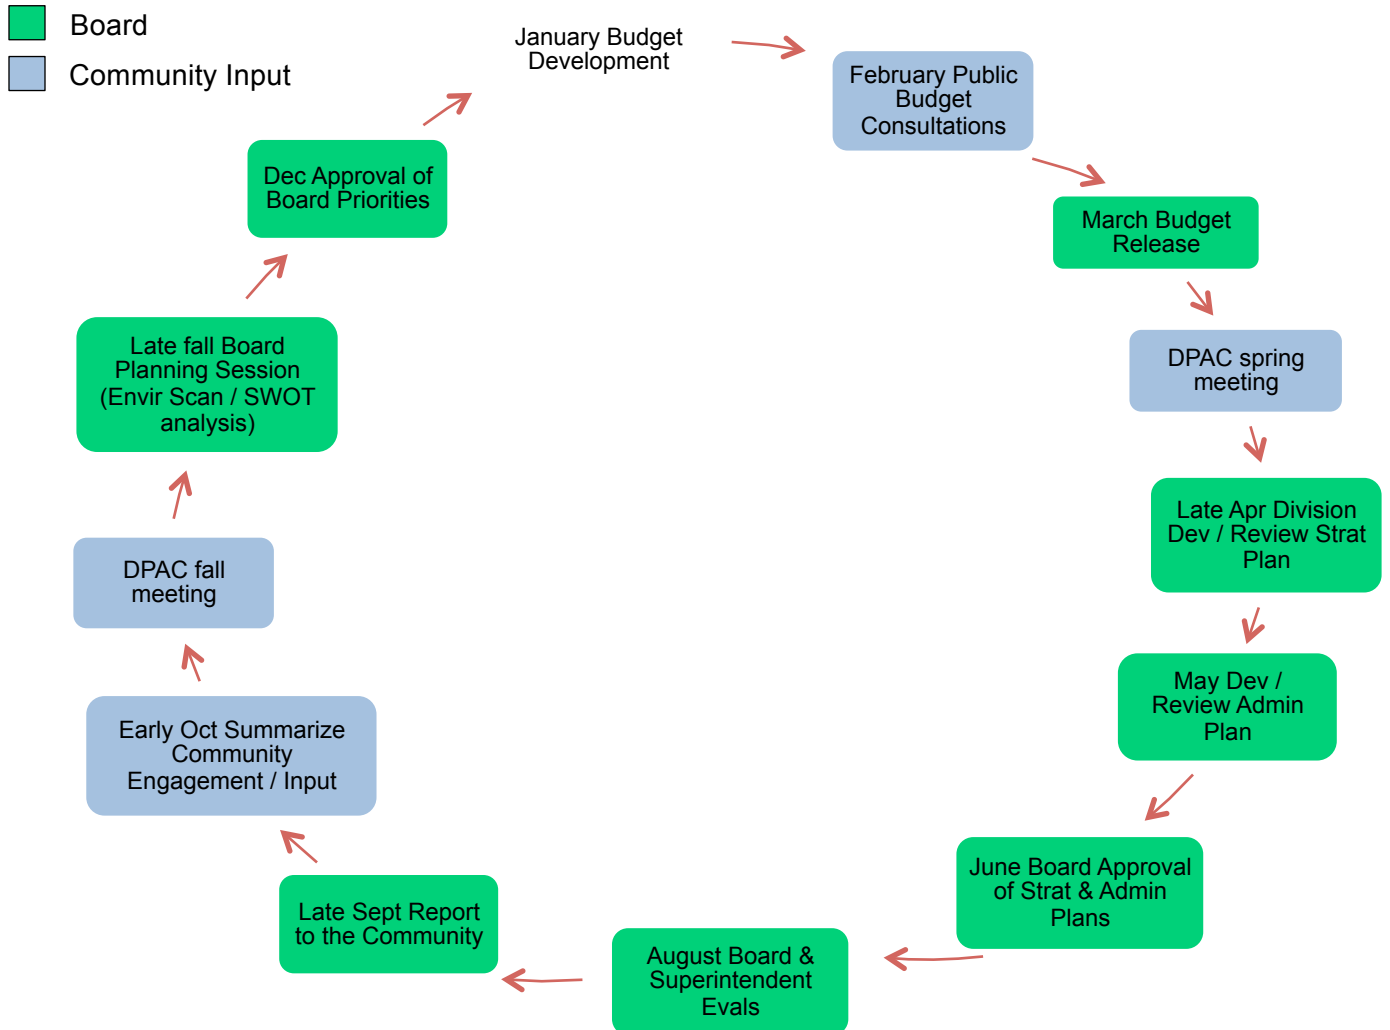 Board
Community Input
January Budget
Development
February Public
Budget
Consultations
March Budget
Release
DPAC spring
meeting
Late Apr Division
Dev / Review Strat
Plan
May Dev /
Review Admin
Plan
June Board Approval
of Strat & Admin
Plans
August Board &
Superintendent
Evals
Late Sept Report
to the Community
Early Oct Summarize
Community
Engagement / Input
DPAC fall
meeting
Late fall Board
Planning Session
(Envir Scan / SWOT
analysis)
Dec Approval of
Board Priorities